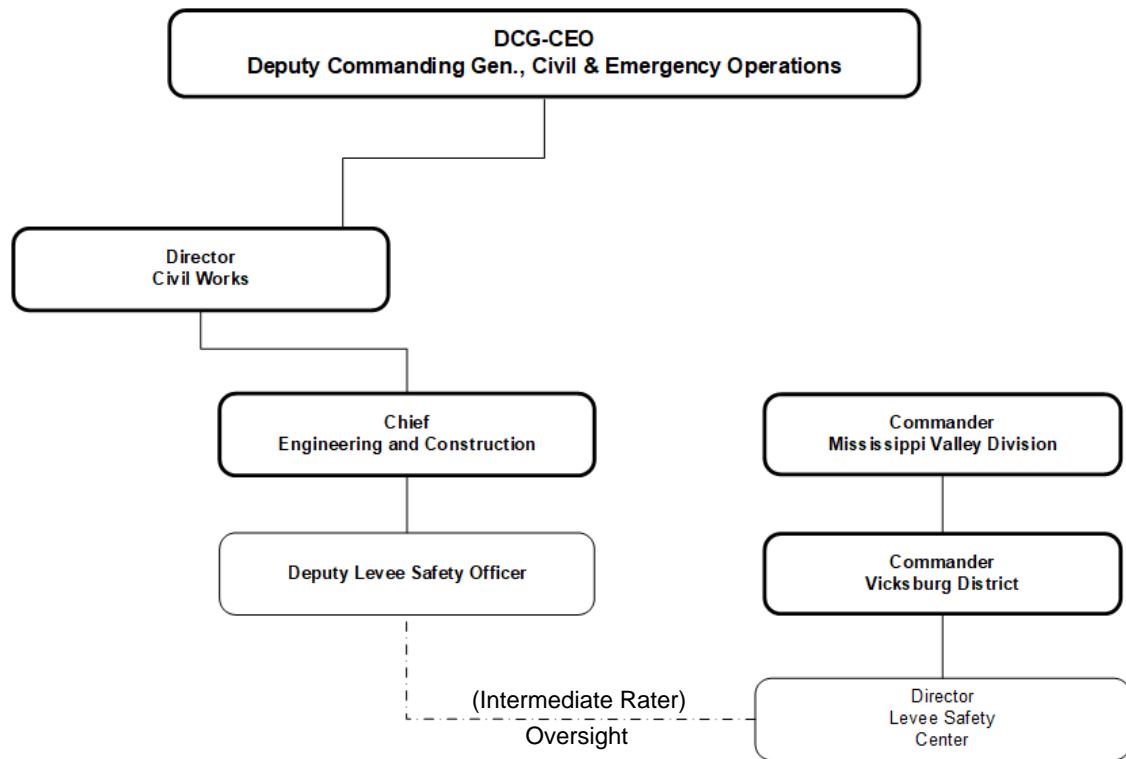 DCG-CEO
Deputy Commanding Gen., Civil & Emergency Operations
Director
Civil Works
Chief
Engineering and Construction
Commander
Mississippi Valley Division
Deputy Levee Safety Officer
Commander
Vicksburg District
(Intermediate Rater)
Oversight
Director
Levee Safety
Center